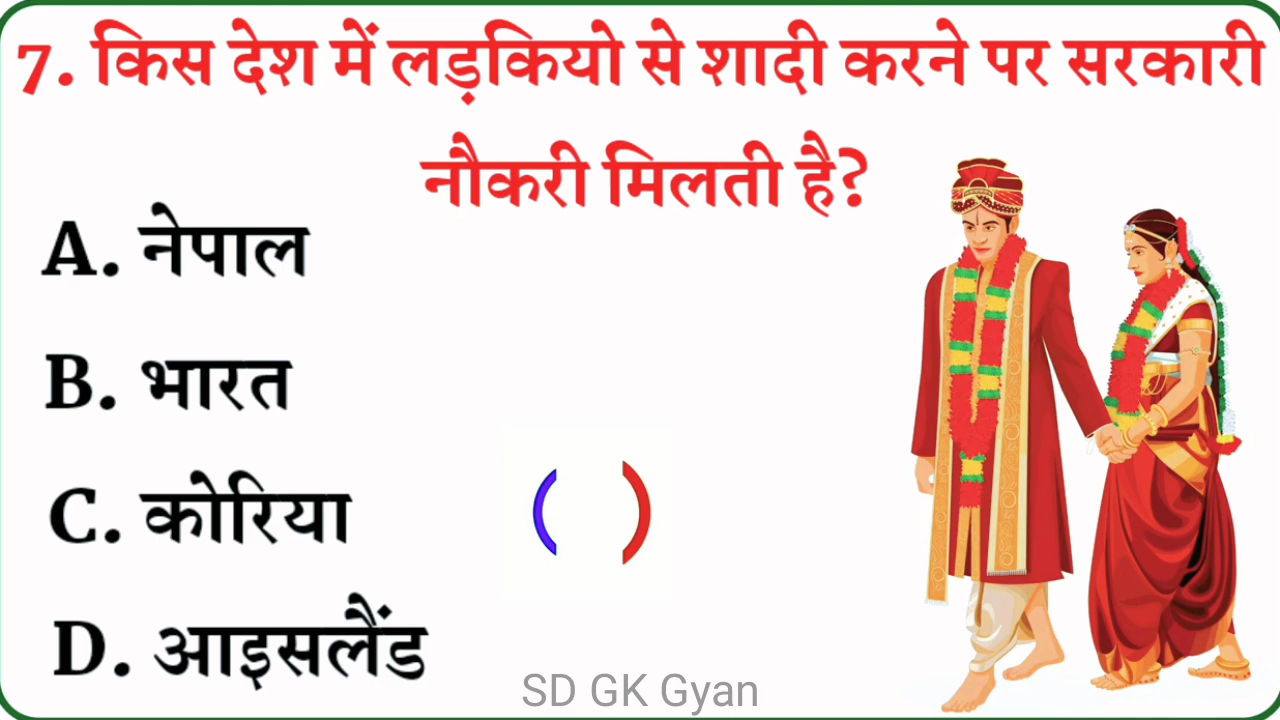 7. किस देश में लड़कियो से शादी करने पर सरकारी
नौकरी मिलती है?
A. नेपाल
B. भारत
C. कोरिया
D. आइसलैंड
( )
SD GK Gyan